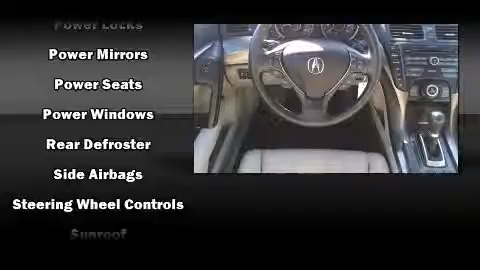 Power Locks
Power Mirrors
Power Seats
Power Windows
Rear Defroster
Side Airbags
Steering Wheel Controls
Sunroof